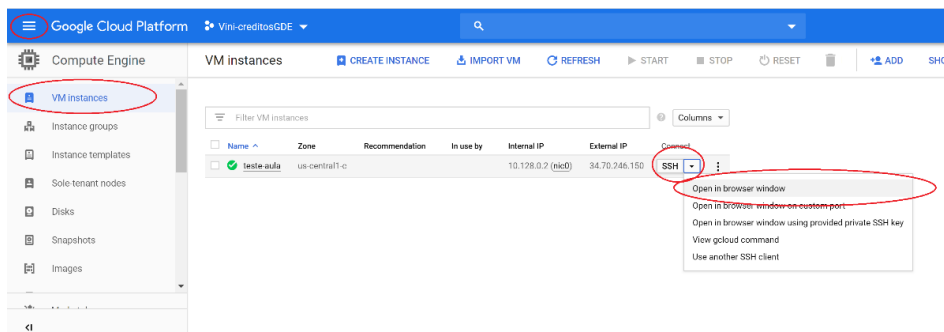 Google Cloud Platform Vini-creditosGDE
Compute Engine VM instances CREATE INSTANCE IMPORT VM REFRESH START STOP RESET ADD SHO
VM instances
Instance groups
Instance templates
Sole-tenant nodes
Disks
Snapshots
Images
Filter VM instances Columns
Name Zone Recommendation In use by Internal IP External IP Connect
teste-aula us-central1-c 10.128.0.2 (nic0) 34.70.246.150 SSH
Open in browser window
Open in browser window on custom port
Open in browser window using provided private SSH key
View gcloud command
Use another SSH client